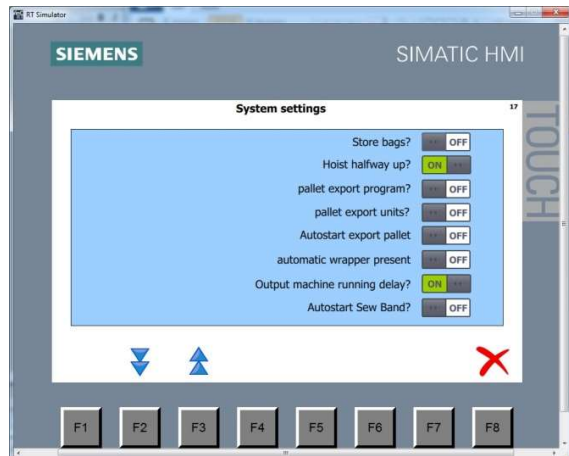 RT Simulator
SIEMENS
SIMATIC HMI
TOUCH
System settings
17
Store bags? OFF
Hoist halfway up? ON
pallet export program? OFF
pallet export units? OFF
Autostart export pallet OFF
automatic wrapper present OFF
Output machine running delay? ON
Autostart Sew Band? OFF
F1 F2 F3 F4 F5 F6 F7 F8